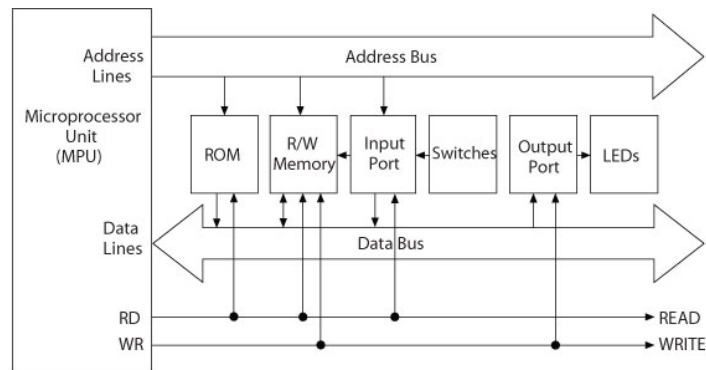 Address
Lines
Address Bus
Microprocessor
Unit
(MPU)
ROM
R/W
Memory
Input
Port
Switches
Output
Port
LEDs
Data
Lines
Data Bus
RD
READ
WR
WRITE